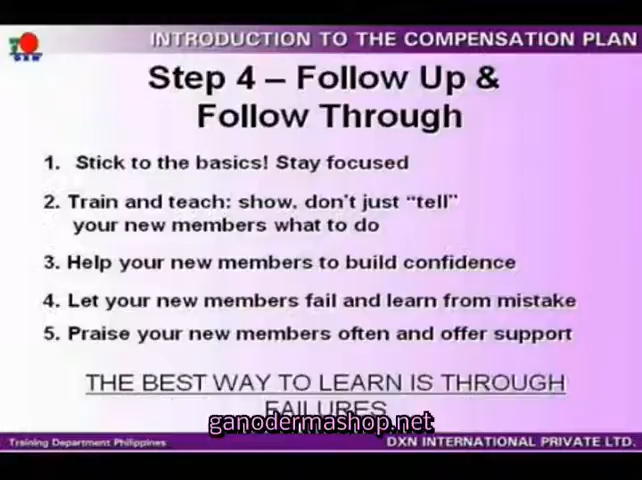 INTRODUCTION TO THE COMPENSATION PLAN
DXN
Step 4 – Follow Up &
Follow Through
1. Stick to the basics! Stay focused
2. Train and teach: show, don't just “tell”
your new members what to do
3. Help your new members to build confidence
4. Let your new members fail and learn from mistake
5. Praise your new members often and offer support
THE BEST WAY TO LEARN IS THROUGH
FAILURES
ganodermashop.net
Training Department Philippines
DXN INTERNATIONAL PRIVATE LTD.